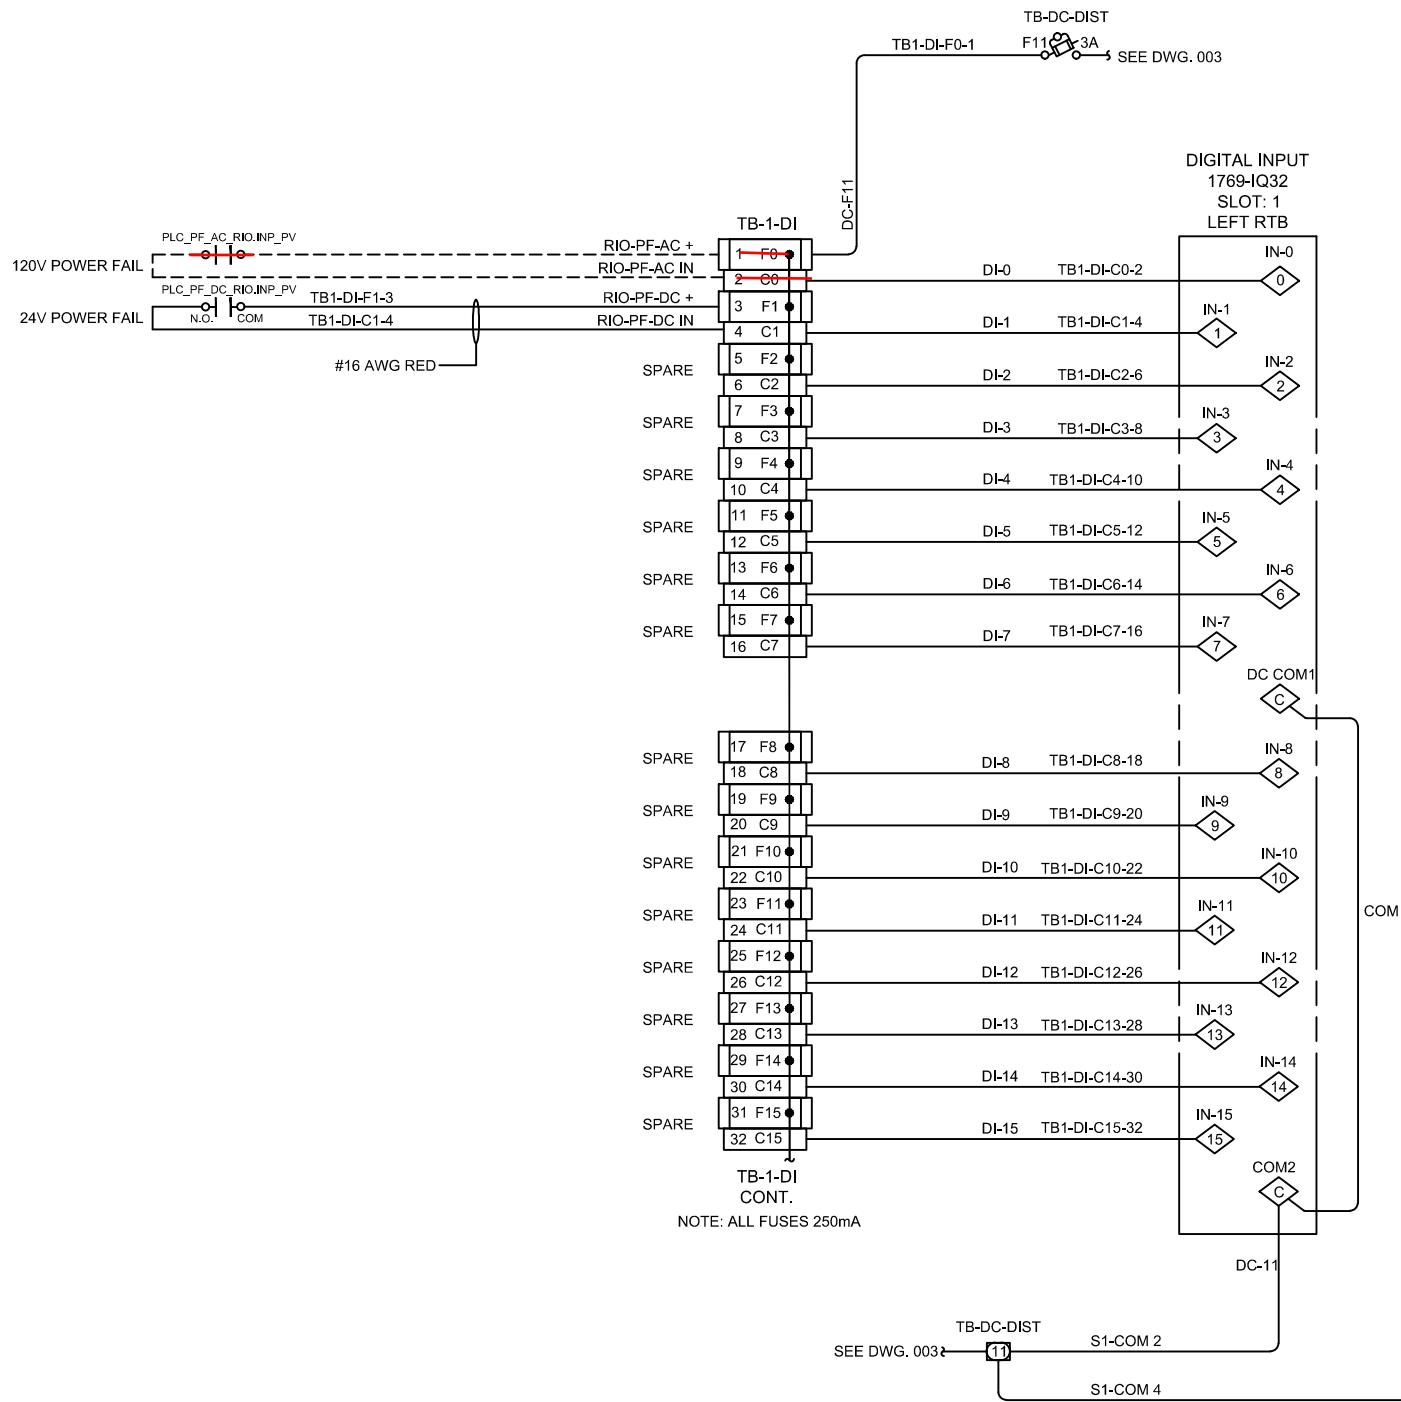 TB-DC-DIST
TB1-DI-F0-1
F11 3A
SEE DWG. 003
DC-F11
DIGITAL INPUT
1769-IQ32
SLOT: 1
LEFT RTB
TB-1-DI
PLC_PF_AC_RIO.INP_PV
120V POWER FAIL
RIO-PF-AC +
RIO-PF-AC IN
1 F0
2 C0
DI-0 TB1-DI-C0-2
IN-0
0
PLC_PF_DC_RIO.INP_PV
24V POWER FAIL
N.O. COM
TB1-DI-F1-3
TB1-DI-C1-4
RIO-PF-DC +
RIO-PF-DC IN
#16 AWG RED
3 F1
4 C1
DI-1 TB1-DI-C1-4
IN-1
1
SPARE
5 F2
6 C2
DI-2 TB1-DI-C2-6
IN-2
2
SPARE
7 F3
8 C3
DI-3 TB1-DI-C3-8
IN-3
3
SPARE
9 F4
10 C4
DI-4 TB1-DI-C4-10
IN-4
4
SPARE
11 F5
12 C5
DI-5 TB1-DI-C5-12
IN-5
5
SPARE
13 F6
14 C6
DI-6 TB1-DI-C6-14
IN-6
6
SPARE
15 F7
16 C7
DI-7 TB1-DI-C7-16
IN-7
7
DC COM1
C
SPARE
17 F8
18 C8
DI-8 TB1-DI-C8-18
IN-8
8
SPARE
19 F9
20 C9
DI-9 TB1-DI-C9-20
IN-9
9
SPARE
21 F10
22 C10
DI-10 TB1-DI-C10-22
IN-10
10
SPARE
23 F11
24 C11
DI-11 TB1-DI-C11-24
IN-11
11
COM
SPARE
25 F12
26 C12
DI-12 TB1-DI-C12-26
IN-12
12
SPARE
27 F13
28 C13
DI-13 TB1-DI-C13-28
IN-13
13
SPARE
29 F14
30 C14
DI-14 TB1-DI-C14-30
IN-14
14
SPARE
31 F15
32 C15
DI-15 TB1-DI-C15-32
IN-15
15
COM2
C
TB-1-DI
CONT.
NOTE: ALL FUSES 250mA
DC-11
TB-DC-DIST
SEE DWG. 003
11
S1-COM 2
S1-COM 4